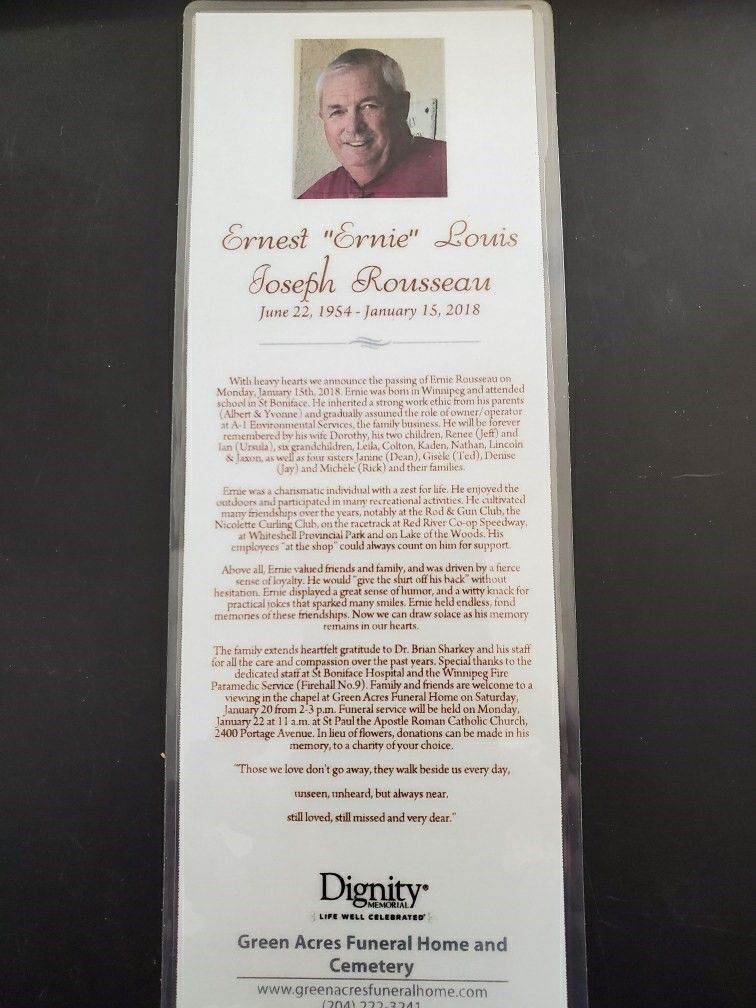 Ernest "Ernie" Louis
Joseph Rousseau
June 22, 1954 - January 15, 2018
With heavy hearts we announce the passing of Ernie Rousseau on
Monday, January 15th, 2018. Ernie was born in Winnipeg and attended
school in St Boniface. He inherited a strong work ethic from his parents
(Albert & Yvonne) and gradually assumed the role of owner/operator
at A-1 Environmental Services, the family business. He will be forever
remembered by his wife Dorothy, his two children, Renee (Jeff) and
Ian (Ursula), six grandchildren, Leila, Colton, Kaden, Nathan, Lincoln
& Jaxon, as well as four sisters Janine (Dean), Gisèle (Ted), Denise
(Jay) and Michèle (Rick) and their families.
Ernie was a charismatic individual with a zest for life. He enjoyed the
outdoors and participated in many recreational activities. He cultivated
many friendships over the years, notably at the Rod & Gun Club, the
Nicolette Curling Club, on the racetrack at Red River Co-op Speedway,
at Whiteshell Provincial Park and on Lake of the Woods. His
employees "at the shop" could always count on him for support.
Above all, Ernie valued friends and family, and was driven by a fierce
sense of loyalty. He would "give the shirt off his back" without
hesitation. Ernie displayed a great sense of humor, and a witty knack for
practical jokes that sparked many smiles. Ernie held endless, fond
memories of these friendships. Now we can draw solace as his memory
remains in our hearts.
The family extends heartfelt gratitude to Dr. Brian Sharkey and his staff
for all the care and compassion over the past years. Special thanks to the
dedicated staff at St Boniface Hospital and the Winnipeg Fire
Paramedic Service (Firehall No.9). Family and friends are welcome to a
viewing in the chapel at Green Acres Funeral Home on Saturday,
January 20 from 2-3 p.m. Funeral service will be held on Monday,
January 22 at 11 a.m. at St Paul the Apostle Roman Catholic Church,
2400 Portage Avenue. In lieu of flowers, donations can be made in his
memory, to a charity of your choice.
"Those we love don't go away, they walk beside us every day,
unseen, unheard, but always near,
still loved, still missed and very dear."
Dignity®
MEMORIAL
LIFE WELL CELEBRATED®
Green Acres Funeral Home and
Cemetery
www.greenacresfuneralhome.com
(204) 222-3241